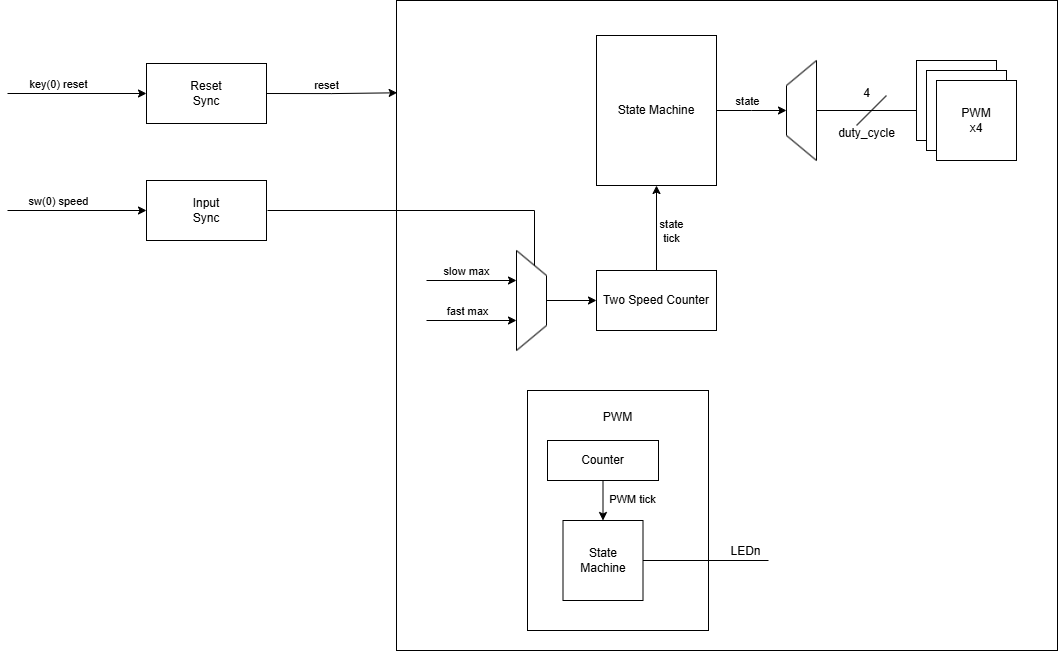 key(0) reset
Reset
Sync
reset
State Machine
state
4
duty_cycle
PWM
x4
sw(0) speed
Input
Sync
state
tick
slow max
fast max
Two Speed Counter
PWM
Counter
PWM tick
State
Machine
LEDn